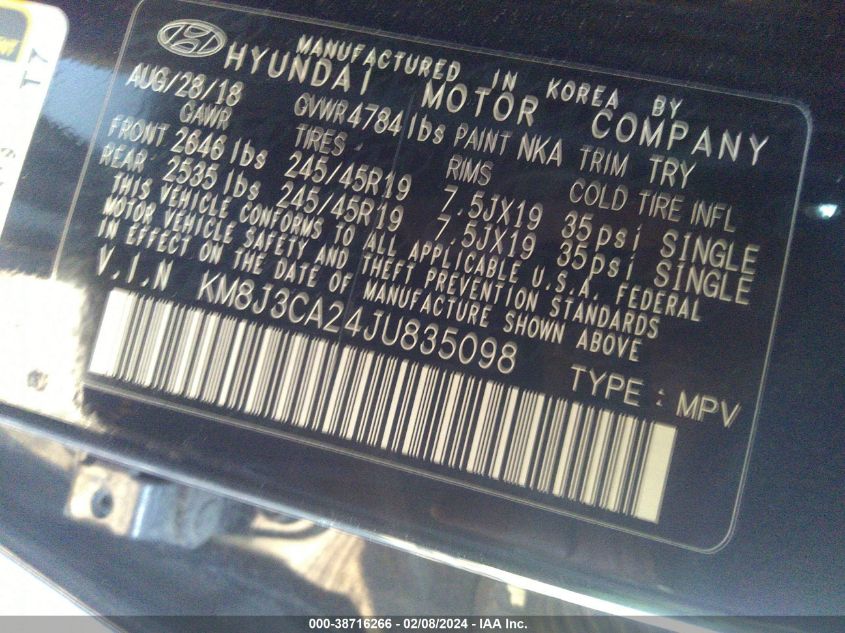 MANUFACTURED IN KOREA BY
HYUNDAI MOTOR COMPANY
AUG/28/18 GVWR 4784 lbs PAINT NKA TRIM TRY
GAWR TIRES RIMS COLD TIRE INFL
FRONT 2646 lbs 245/45R19 7.5JX19 35psi SINGLE
REAR 2535 lbs 245/45R19 7.5JX19 35psi SINGLE
THIS VEHICLE CONFORMS TO ALL APPLICABLE U.S.A. FEDERAL
MOTOR VEHICLE SAFETY AND THEFT PREVENTION STANDARDS
IN EFFECT ON THE DATE OF MANUFACTURE SHOWN ABOVE
V.I.N KM8J3CA24JU835098
TYPE : MPV
000-38716266 - 02/08/2024 - IAA Inc.